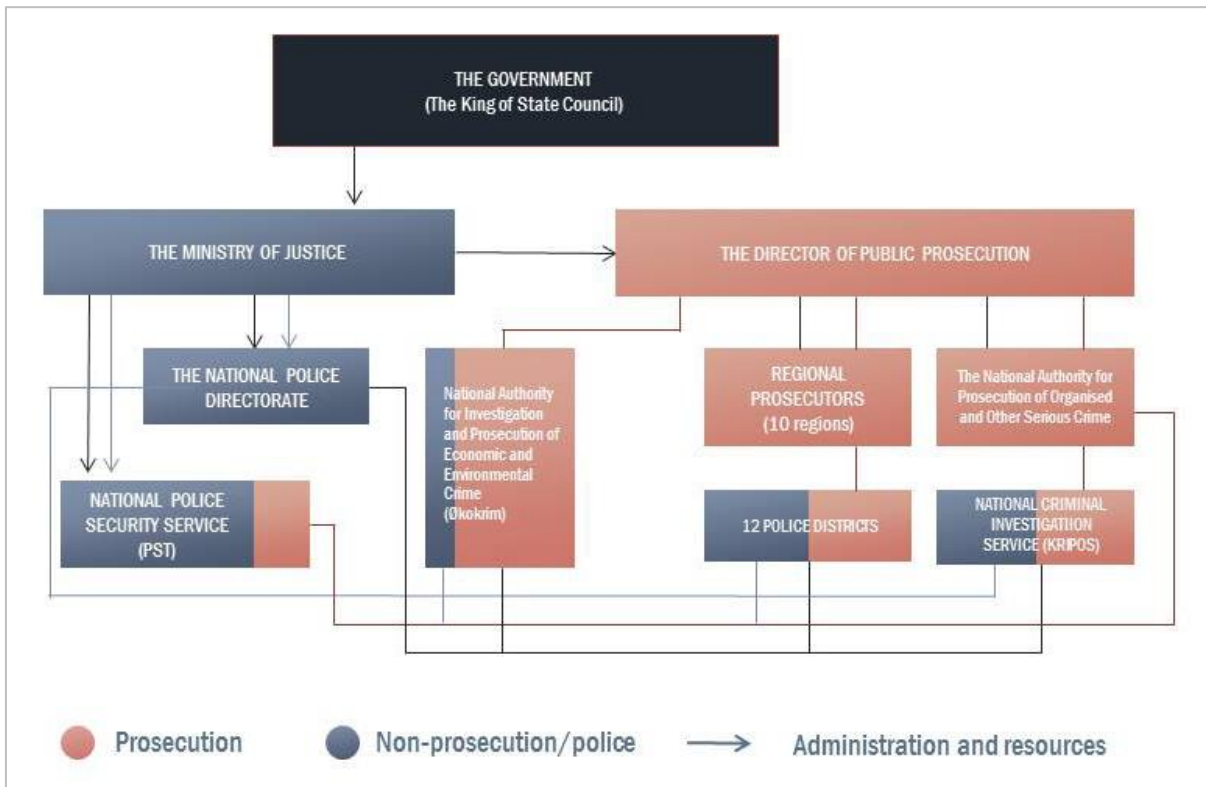 THE GOVERNMENT
(The King of State Council)
THE MINISTRY OF JUSTICE
THE DIRECTOR OF PUBLIC PROSECUTION
THE NATIONAL POLICE
DIRECTORATE
National Authority
for Investigation
and Prosecution of
Economic and
Environmental
Crime
(Økokrim)
REGIONAL
PROSECUTORS
(10 regions)
The National Authority for
Prosecution of Organised
and Other Serious Crime
NATIONAL POLICE
SECURITY SERVICE
(PST)
12 POLICE DISTRICTS
NATIONAL CRIMINAL
INVESTIGATIION
SERVICE (KRIPOS)
Prosecution
Non-prosecution/police
Administration and resources